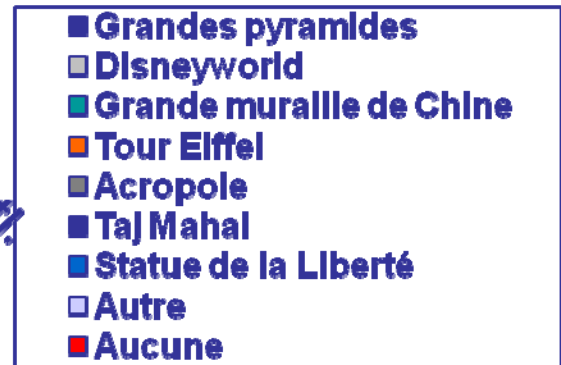 Grandes pyramides
Disneyworld
Grande muraille de Chine
Tour Eiffel
Acropole
Taj Mahal
Statue de la Liberté
Autre
Aucune